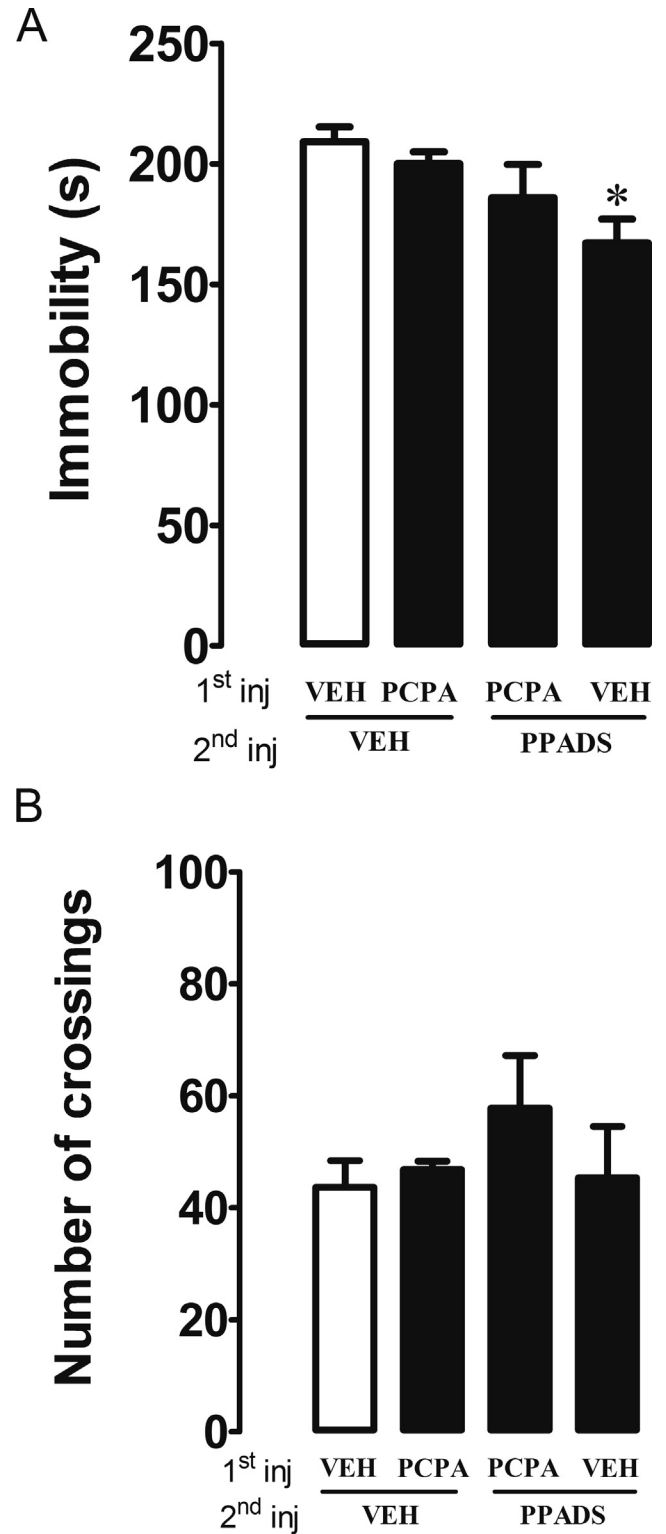 A
Immobility (s)
250
200
150
100
50
0
*
1st inj VEH PCPA PCPA VEH
2nd inj VEH PPADS
B
Number of crossings
100
80
60
40
20
0
1st inj VEH PCPA PCPA VEH
2nd inj VEH PPADS